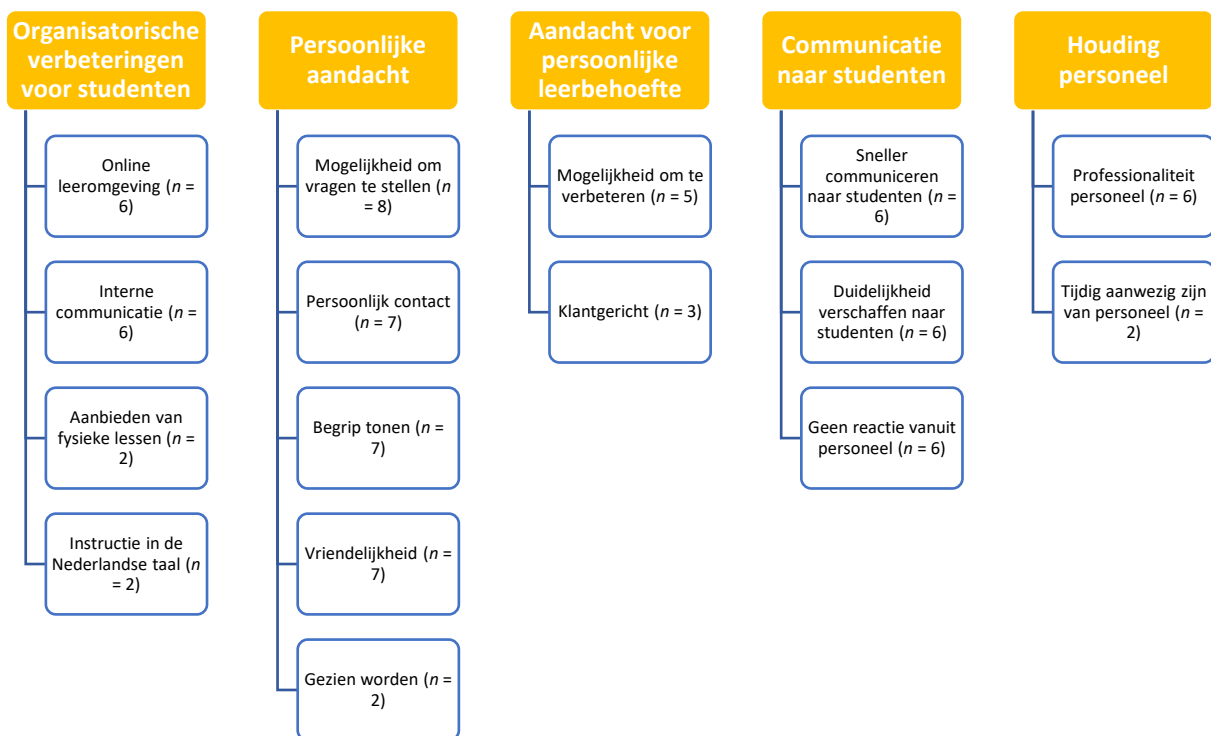 Organisatorische
verbeteringen
voor studenten
Online
leeromgeving (n =
6)
Interne
communicatie (n =
6)
Aanbieden van
fysieke lessen (n =
2)
Instructie in de
Nederlandse taal (n
= 2)
Persoonlijke
aandacht
Mogelijkheid om
vragen te stellen (n
= 8)
Persoonlijk contact
(n = 7)
Begrip tonen (n =
7)
Vriendelijkheid (n =
7)
Gezien worden (n =
2)
Aandacht voor
persoonlijke
leerbehoefte
Mogelijkheid om te
verbeteren (n = 5)
Klantgericht (n = 3)
Communicatie
naar studenten
Sneller
communiceren
naar studenten (n =
6)
Duidelijkheid
verschaffen naar
studenten (n = 6)
Geen reactie vanuit
personeel (n = 6)
Houding
personeel
Professionaliteit
personeel (n = 6)
Tijdig aanwezig zijn
van personeel (n =
2)